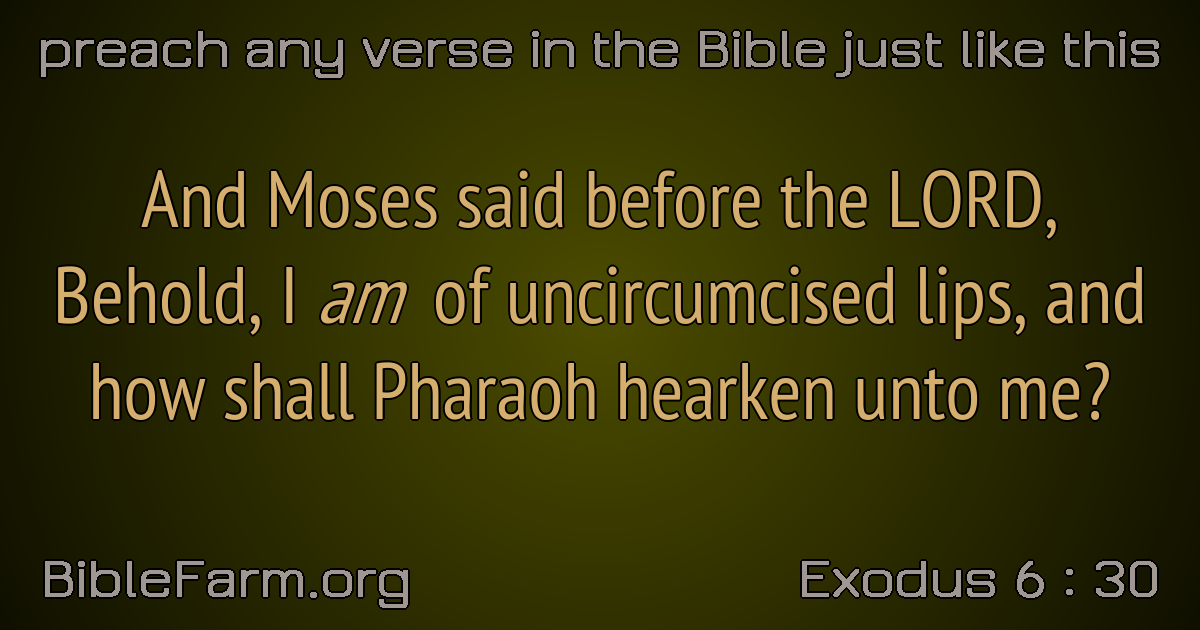 preach any verse in the Bible just like this
And Moses said before the LORD,
Behold, I am of uncircumcised lips, and
how shall Pharaoh hearken unto me?
BibleFarm.org
Exodus 6 : 30